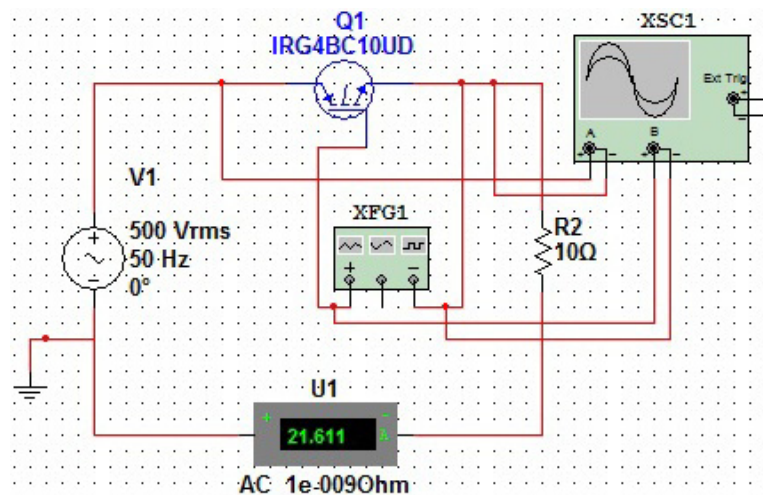 Q1
IRG4BC10UD
XSC1
Ext Trig
+
−
A
B
+ −
+ −
V1
500 Vrms
50 Hz
0°
+
−
XFG1
+ −
R2
10Ω
U1
+ −
21.611 A
AC 1e-009Ohm